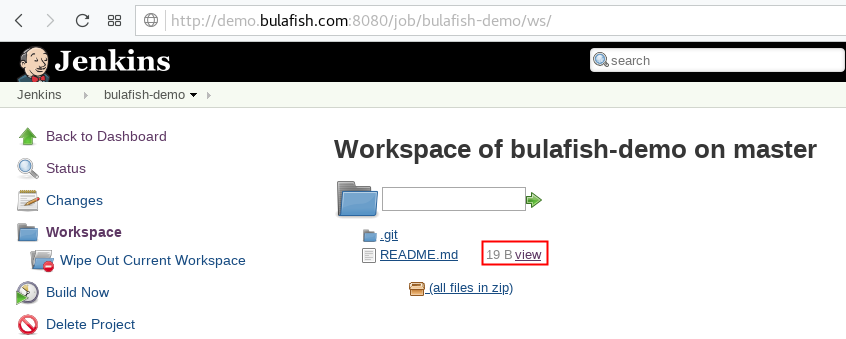 http://demo.bulafish.com:8080/job/bulafish-demo/ws/
Jenkins
search
Jenkins bulafish-demo
Back to Dashboard
Status
Changes
Workspace
Wipe Out Current Workspace
Build Now
Delete Project
Workspace of bulafish-demo on master
.git
README.md 19 B view
(all files in zip)